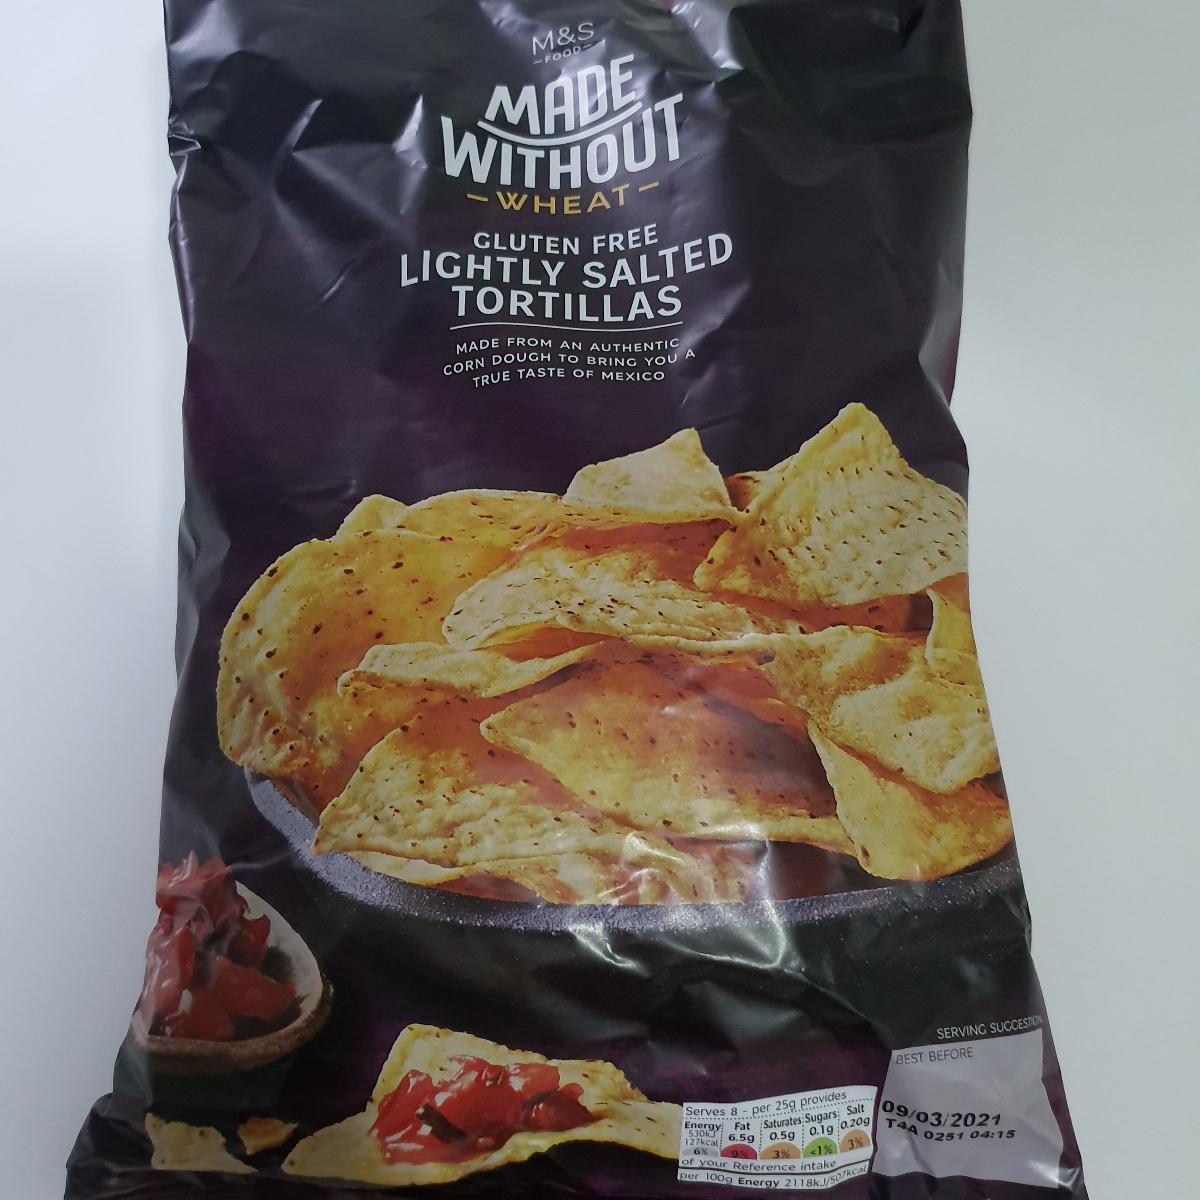 M&S
-FOOD-
MADE
WITHOUT
-WHEAT-
GLUTEN FREE
LIGHTLY SALTED
TORTILLAS
MADE FROM AN AUTHENTIC
CORN DOUGH TO BRING YOU A
TRUE TASTE OF MEXICO
SERVING SUGGESTION
BEST BEFORE
09/03/2021
T4A 0251 04:15
Serves 8 - per 25g provides
Energy Fat Saturates Sugars Salt
530kJ 6.5g 0.5g 0.1g 0.20g
127kcal
6% 9% 3% <1% 3%
of your Reference intake
per 100g Energy 2118kJ/507kcal